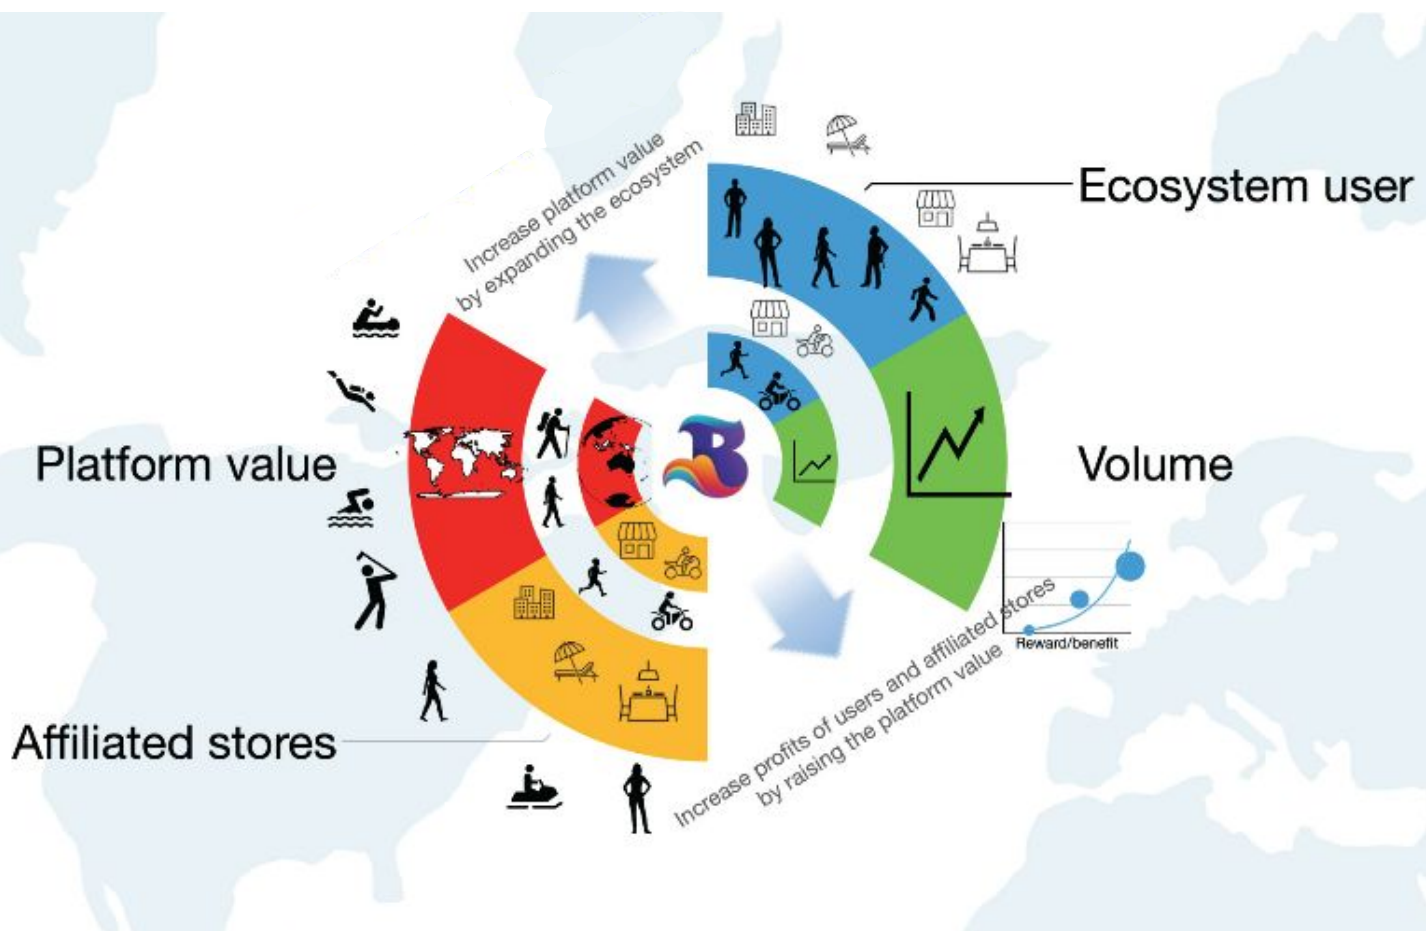 Increase platform value
by expanding the ecosystem
Ecosystem user
Platform value
B
Volume
Reward/benefit
Affiliated stores
Increase profits of users and affiliated stores
by raising the platform value